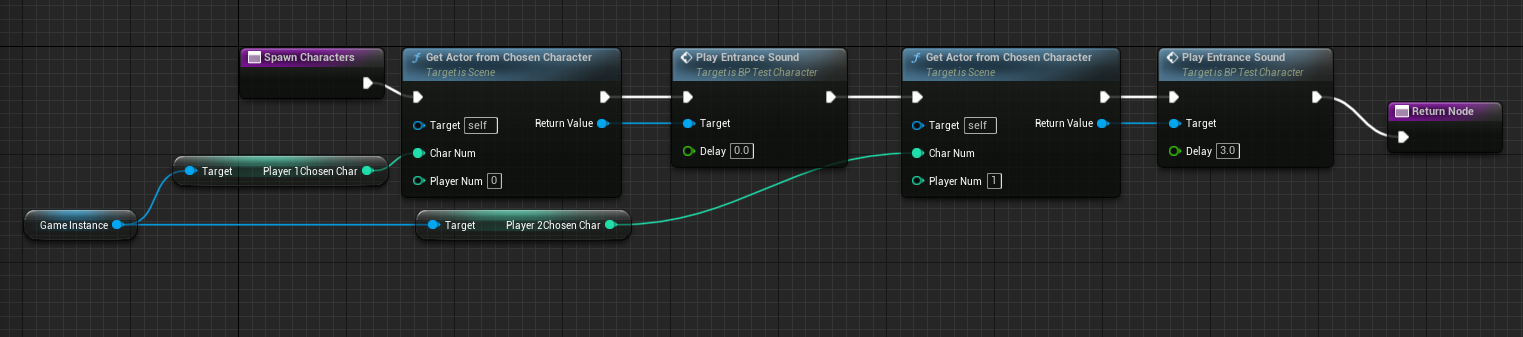 Spawn Characters
Get Actor from Chosen Character
Target is Scene
Target self
Return Value
Char Num
Player Num 0
Play Entrance Sound
Target is BP Test Character
Target
Delay 0.0
Get Actor from Chosen Character
Target is Scene
Target self
Return Value
Char Num
Player Num 1
Play Entrance Sound
Target is BP Test Character
Target
Delay 3.0
Return Node
Target Player 1Chosen Char
Game Instance
Target Player 2Chosen Char